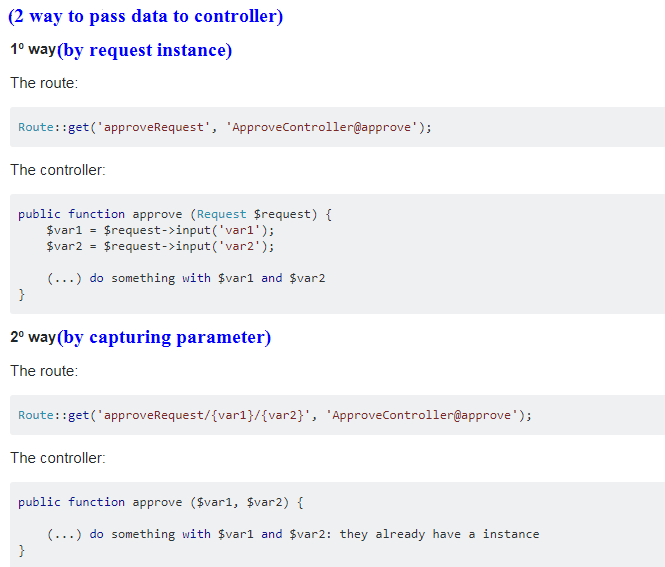 (2 way to pass data to controller)
1º way(by request instance)
The route:
Route::get('approveRequest', 'ApproveController@approve');
The controller:
public function approve (Request $request) {
    $var1 = $request->input('var1');
    $var2 = $request->input('var2');
    (...) do something with $var1 and $var2
}
2º way(by capturing parameter)
The route:
Route::get('approveRequest/{var1}/{var2}', 'ApproveController@approve');
The controller:
public function approve ($var1, $var2) {
    (...) do something with $var1 and $var2: they already have a instance
}